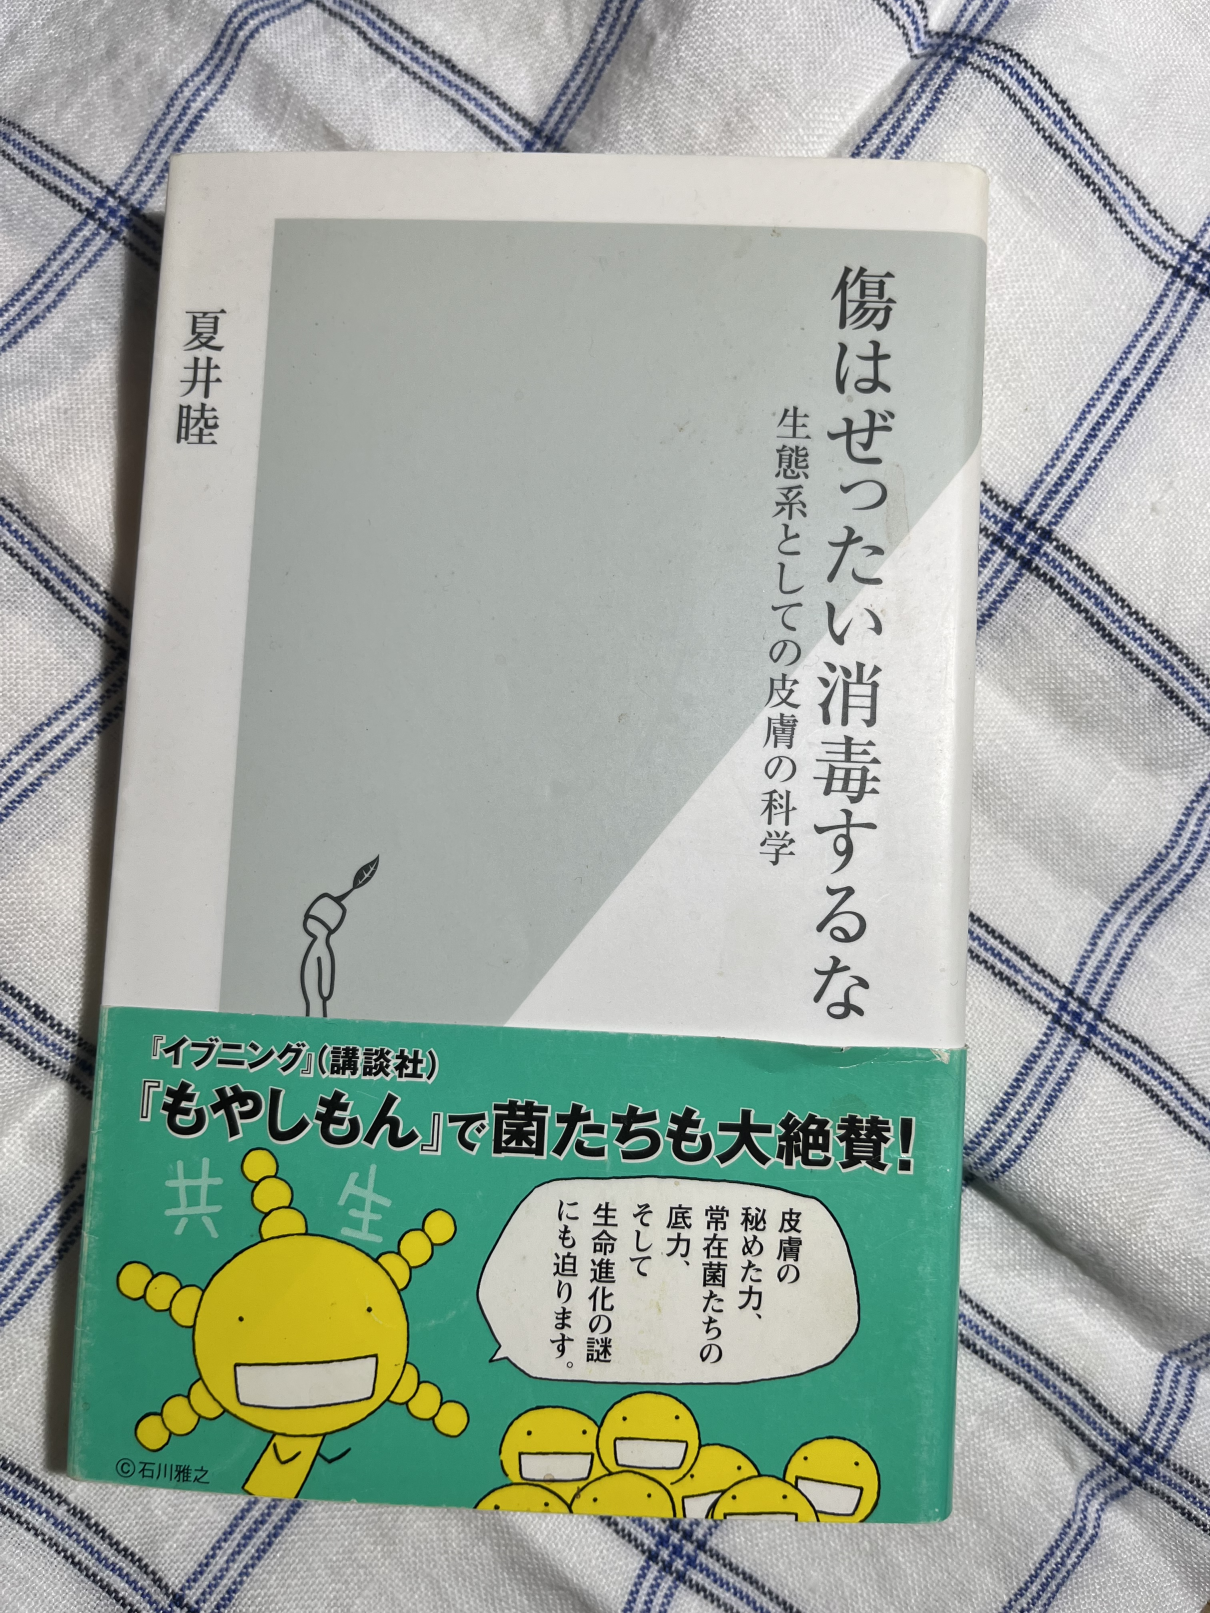 傷はぜったい消毒するな
生態系としての皮膚の科学
夏井睦
『イブニング』(講談社)
『もやしもん』で菌たちも大絶賛!
共 生
皮膚の
秘めた力、
常在菌たちの
底力、
そして
生命進化の謎
にも迫ります。
©石川雅之